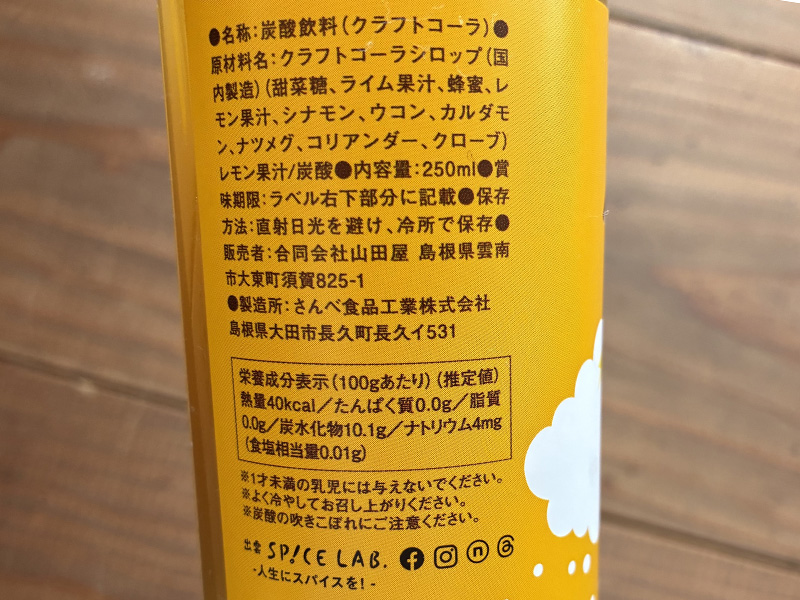 ●名称:炭酸飲料(クラフトコーラ)●
原材料名:クラフトコーラシロップ(国
内製造)(甜菜糖、ライム果汁、蜂蜜、レ
モン果汁、シナモン、ウコン、カルダモ
ン、ナツメグ、コリアンダー、クローブ)
レモン果汁/炭酸●内容量:250ml●賞
味期限:ラベル右下部分に記載●保存
方法:直射日光を避け、冷所で保存●
販売者:合同会社山田屋 島根県雲南
市大東町須賀825-1
●製造所:さんべ食品工業株式会社
島根県大田市長久町長久イ531
栄養成分表示(100gあたり)(推定値)
熱量40kcal/たんぱく質0.0g/脂質
0.0g/炭水化物10.1g/ナトリウム4mg
(食塩相当量0.01g)
※1才未満の乳児には与えないでください。
※よく冷やしてお召し上がりください。
※炭酸の吹きこぼれにご注意ください。
出雲 SP!CE LAB.
-人生にスパイスを!-